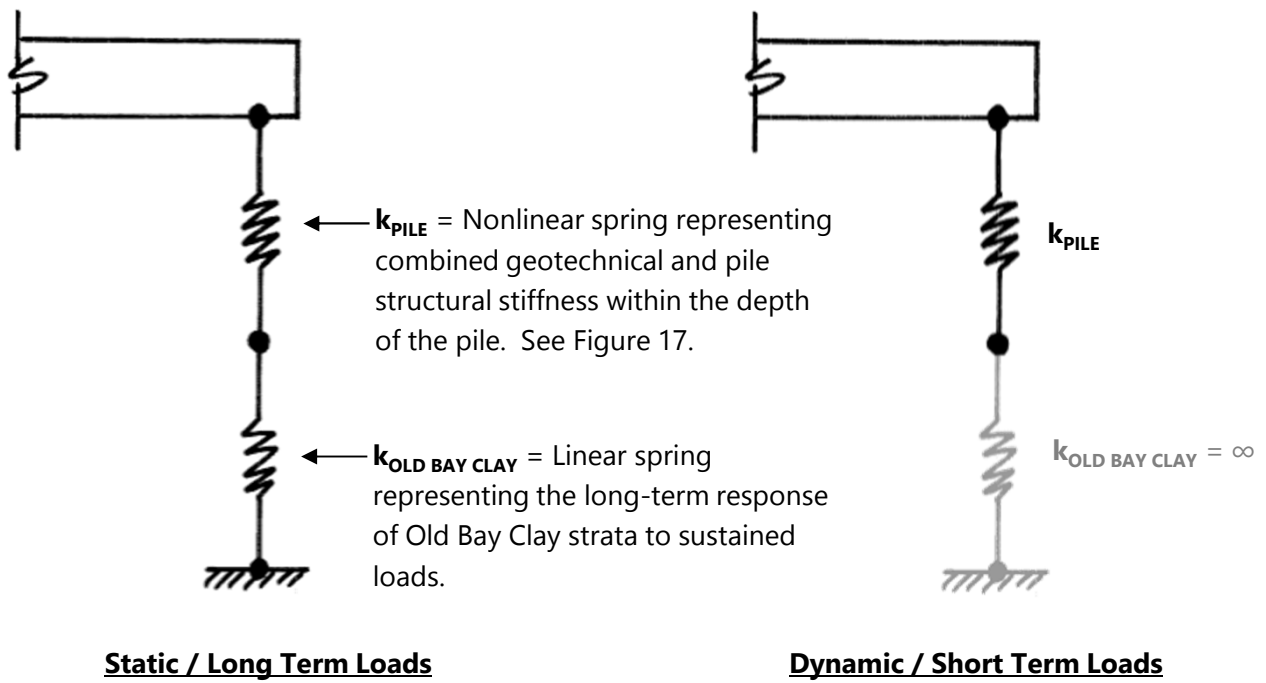 k_PILE = Nonlinear spring representing
combined geotechnical and pile
structural stiffness within the depth
of the pile. See Figure 17.
k_OLD BAY CLAY = Linear spring
representing the long-term response
of Old Bay Clay strata to sustained
loads.
Static / Long Term Loads
k_PILE
k_OLD BAY CLAY = ∞
Dynamic / Short Term Loads